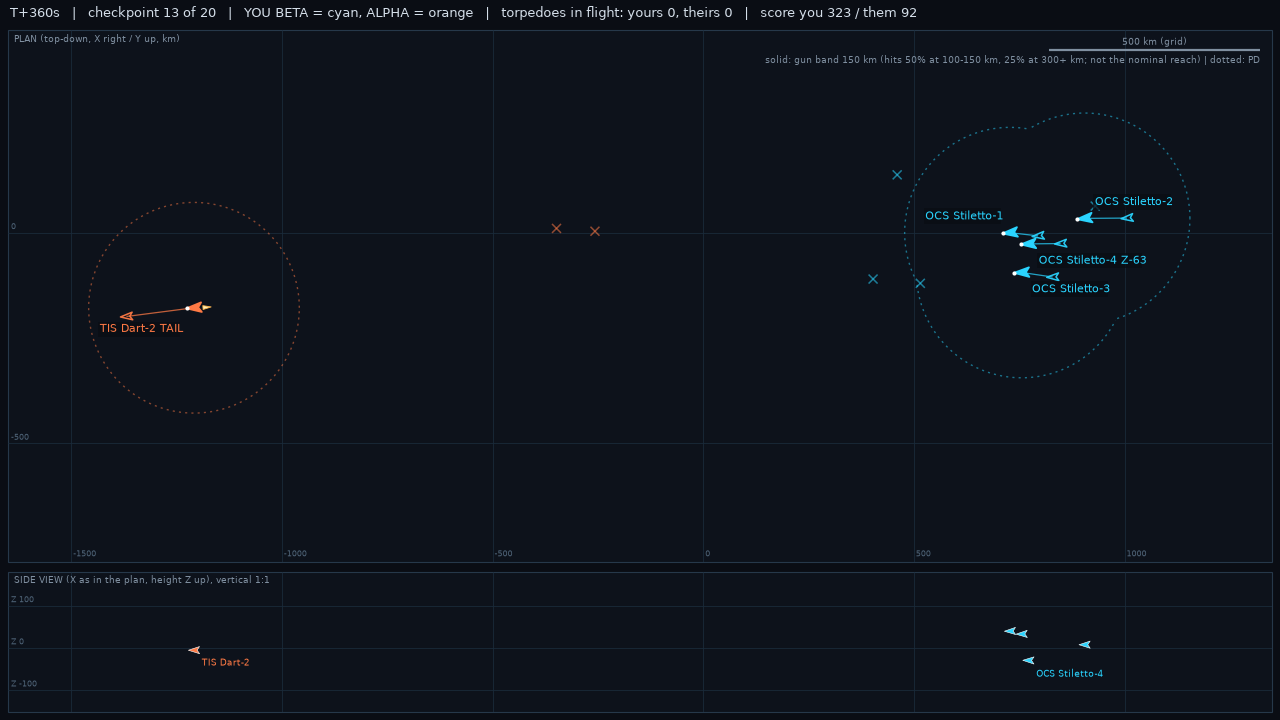 T+360s | checkpoint 13 of 20 | YOU BETA = cyan, ALPHA = orange | torpedoes in flight: yours 0, theirs 0 | score you 323 / them 92
PLAN (top-down, X right / Y up, km)
500 km (grid)
solid: gun band 150 km (hits 50% at 100-150 km, 25% at 300+ km; not the nominal reach) | dotted: PD
OCS Stiletto-2
OCS Stiletto-1
0
OCS Stiletto-4 Z-63
OCS Stiletto-3
TIS Dart-2 TAIL
-500
-1500
-1000
-500
0
500
1000
SIDE VIEW (X as in the plan, height Z up), vertical 1:1
Z 100
Z 0
TIS Dart-2
OCS Stiletto-4
Z -100